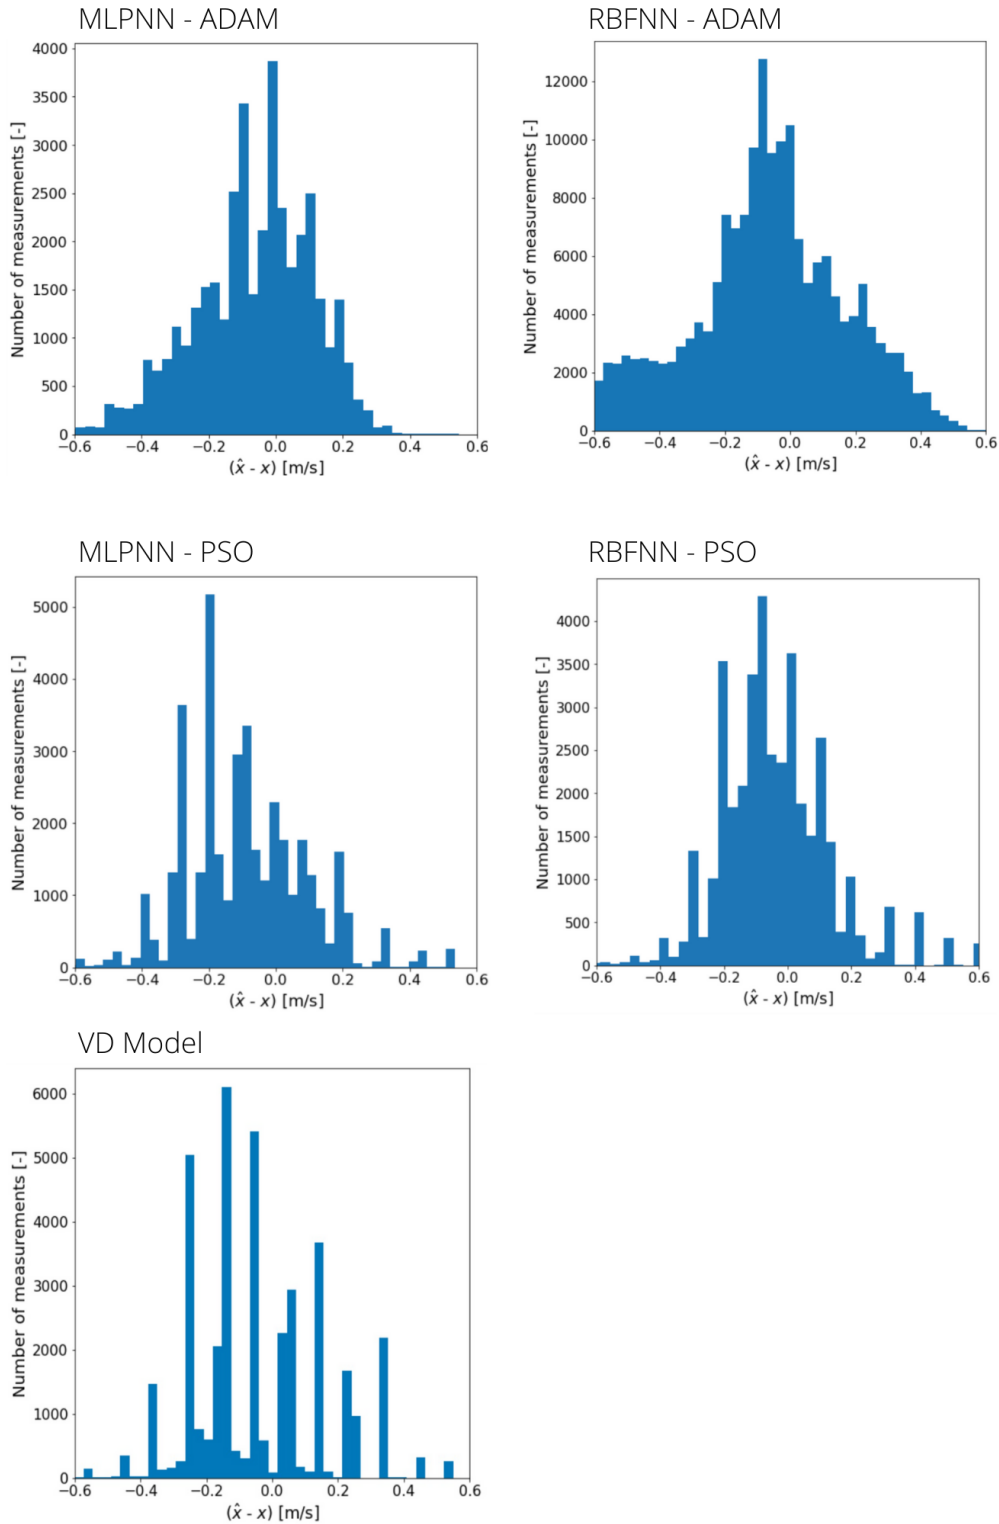 MLPNN - ADAM
Number of measurements [-]
4000
3500
3000
2500
2000
1500
1000
500
0
−0.6 −0.4 −0.2 0.0 0.2 0.4 0.6
(x̂ - x) [m/s]
RBFNN - ADAM
Number of measurements [-]
12000
10000
8000
6000
4000
2000
0
−0.6 −0.4 −0.2 0.0 0.2 0.4 0.6
(x̂ - x) [m/s]
MLPNN - PSO
Number of measurements [-]
5000
4000
3000
2000
1000
0
−0.6 −0.4 −0.2 0.0 0.2 0.4 0.6
(x̂ - x) [m/s]
RBFNN - PSO
Number of measurements [-]
4000
3500
3000
2500
2000
1500
1000
500
0
−0.6 −0.4 −0.2 0.0 0.2 0.4 0.6
(x̂ - x) [m/s]
VD Model
Number of measurements [-]
6000
5000
4000
3000
2000
1000
0
−0.6 −0.4 −0.2 0.0 0.2 0.4 0.6
(x̂ - x) [m/s]